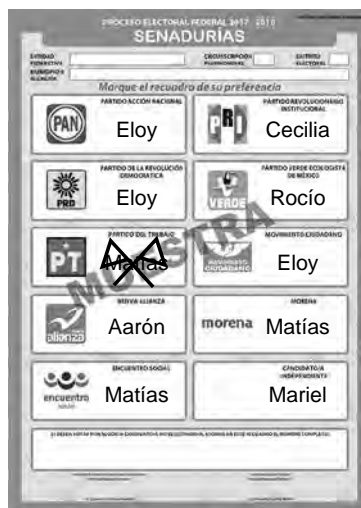 PROCESO ELECTORAL FEDERAL 2017 - 2018
SENADURÍAS
ENTIDAD
FEDERATIVA
CIRCUNSCRIPCIÓN
PLURINOMINAL
DISTRITO
ELECTORAL
MUNICIPIO O
Marque el recuadro de su preferencia
PARTIDO ACCIÓN NACIONAL
PAN
Eloy
PARTIDO REVOLUCIONARIO
INSTITUCIONAL
PRI
Cecilia
PARTIDO DE LA REVOLUCIÓN
DEMOCRÁTICA
PRD
Eloy
PARTIDO VERDE ECOLOGISTA
DE MÉXICO
VERDE
Rocío
PARTIDO DEL TRABAJO
PT
Matías
MOVIMIENTO CIUDADANO
MOVIMIENTO
CIUDADANO
Eloy
MUESTRA
NUEVA ALIANZA
alianza
Aarón
MORENA
morena
Matías
ENCUENTRO SOCIAL
encuentro
social
Matías
CANDIDATO/A
INDEPENDIENTE
Mariel